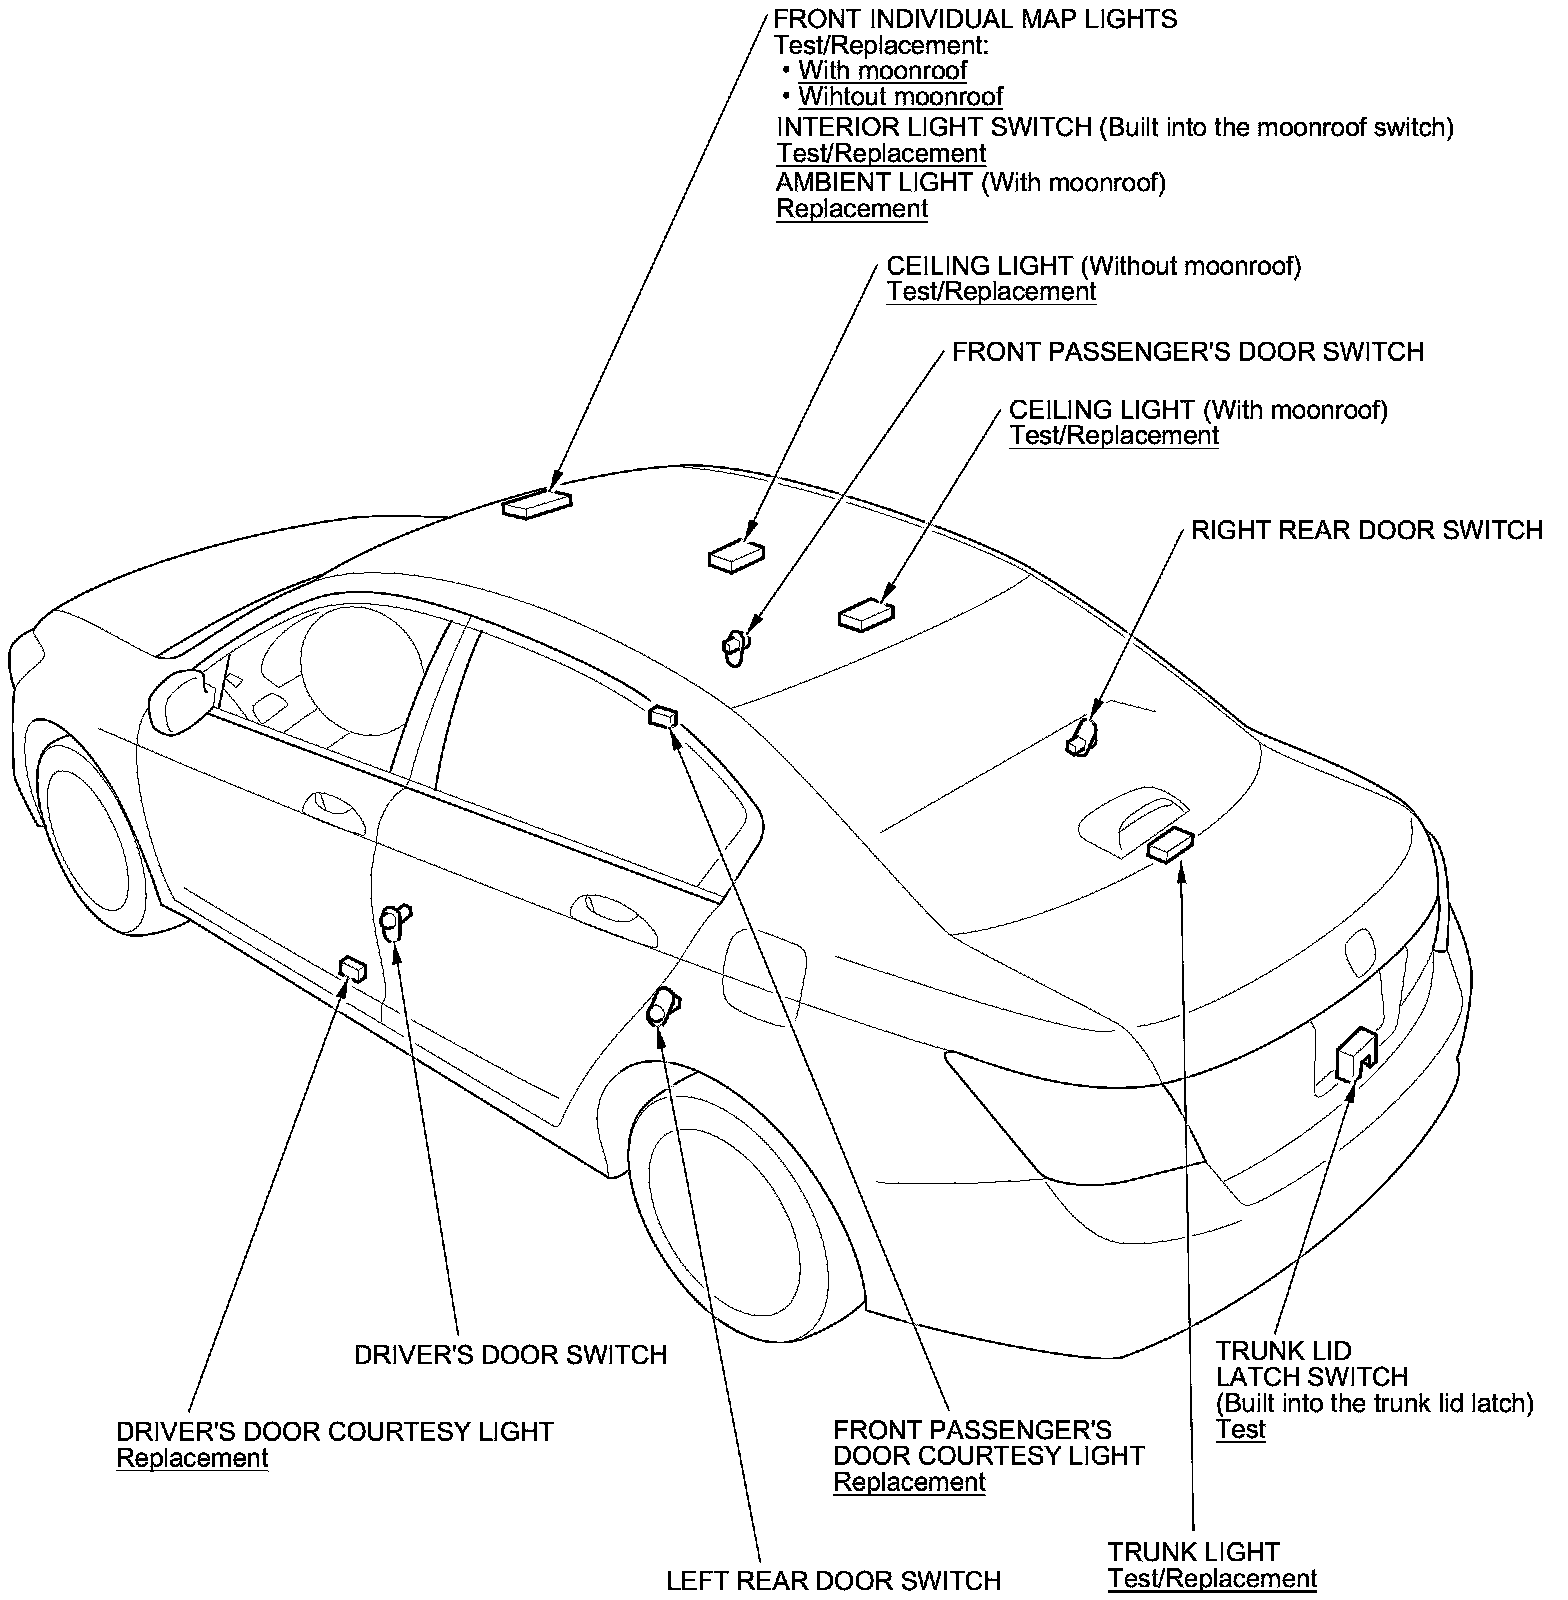 FRONT INDIVIDUAL MAP LIGHTS
Test/Replacement:
• With moonroof
• Wihtout moonroof
INTERIOR LIGHT SWITCH (Built into the moonroof switch)
Test/Replacement
AMBIENT LIGHT (With moonroof)
Replacement
CEILING LIGHT (Without moonroof)
Test/Replacement
FRONT PASSENGER'S DOOR SWITCH
CEILING LIGHT (With moonroof)
Test/Replacement
RIGHT REAR DOOR SWITCH
DRIVER'S DOOR SWITCH
TRUNK LID
LATCH SWITCH
(Built into the trunk lid latch)
Test
DRIVER'S DOOR COURTESY LIGHT
Replacement
FRONT PASSENGER'S
DOOR COURTESY LIGHT
Replacement
TRUNK LIGHT
Test/Replacement
LEFT REAR DOOR SWITCH